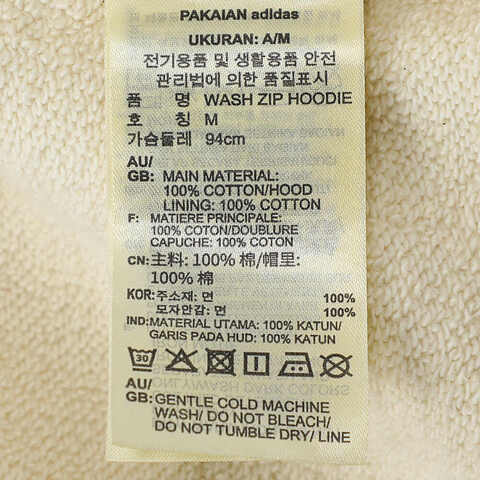 PAKAIAN adidas
UKURAN: A/M
전기용품 및 생활용품 안전
관리법에 의한 품질표시
품 명 WASH ZIP HOODIE
호 칭 M
가슴둘레 94cm
AU/
GB: MAIN MATERIAL:
100% COTTON/HOOD
LINING: 100% COTTON
F: MATIERE PRINCIPALE:
100% COTON/DOUBLURE
CAPUCHE: 100% COTON
CN: 主料: 100% 棉/帽里:
100% 棉
KOR: 주소재: 면 100%
모자안감: 면 100%
IND: MATERIAL UTAMA: 100% KATUN/
GARIS PADA HUD: 100% KATUN
30
AU/
GB: GENTLE COLD MACHINE
WASH/ DO NOT BLEACH/
DO NOT TUMBLE DRY/ LINE